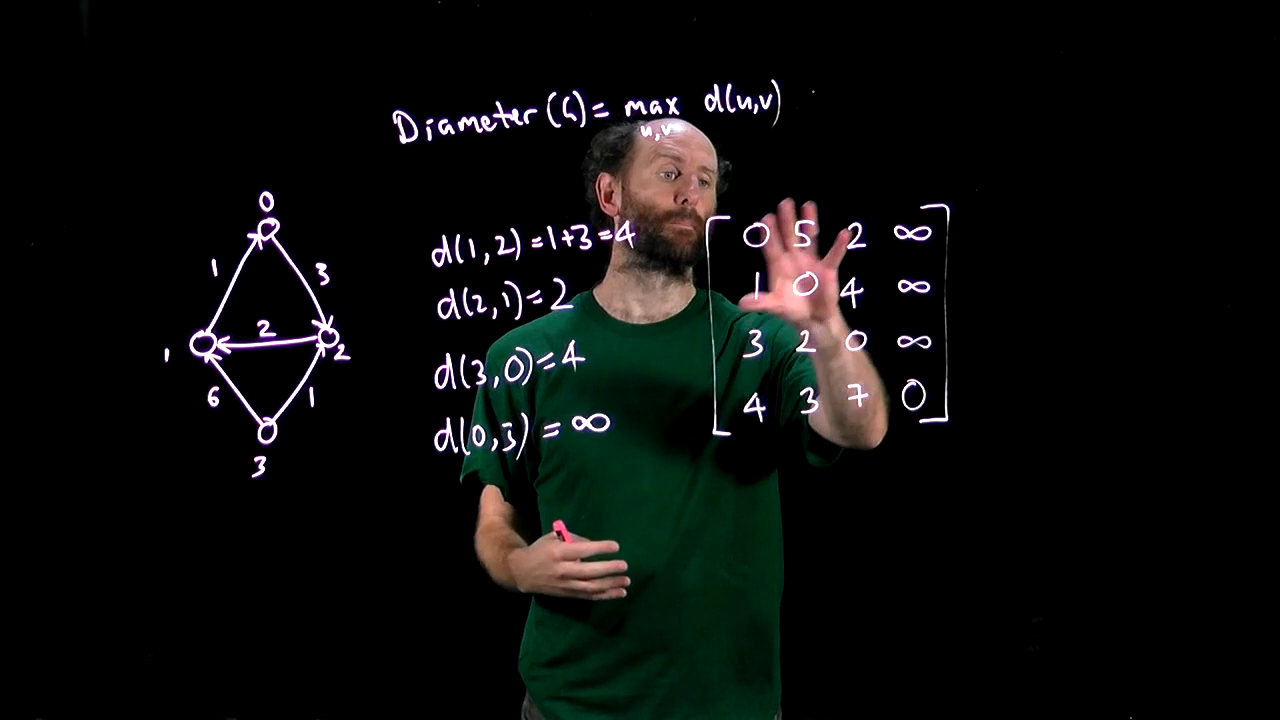 Diameter (G) = max d(u,v)
u,v
0
1
3
2
1
2
6
1
3
d(1,2) = 1+3 = 4
d(2,1) = 2
d(3,0) = 4
d(0,3) = ∞
0 5 2 ∞
1 0 4 ∞
3 2 0 ∞
4 3 7 0